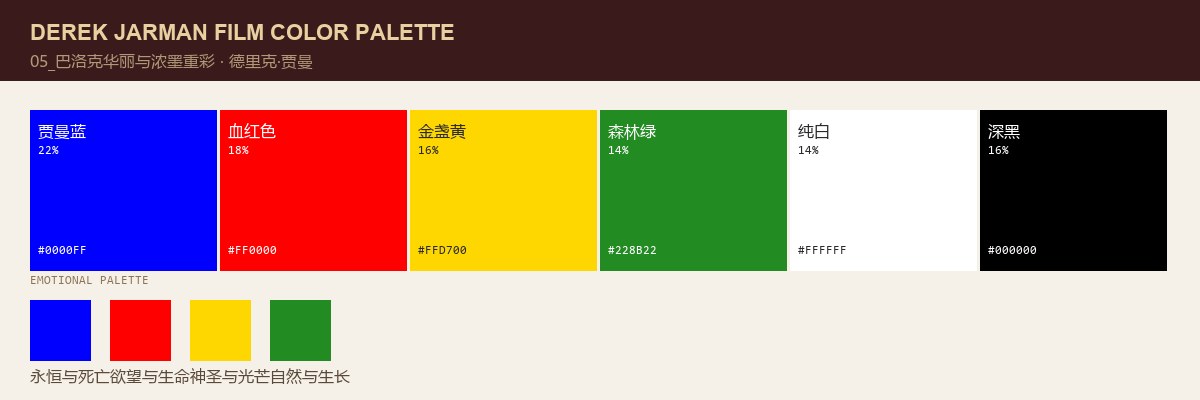 DEREK JARMAN FILM COLOR PALETTE
05_巴洛克华丽与浓墨重彩 · 德里克·贾曼
贾曼蓝
22%
#0000FF
血红色
18%
#FF0000
金盏黄
16%
#FFD700
森林绿
14%
#228B22
纯白
14%
#FFFFFF
深黑
16%
#000000
EMOTIONAL PALETTE
永恒与死亡欲望与生命神圣与光芒自然与生长